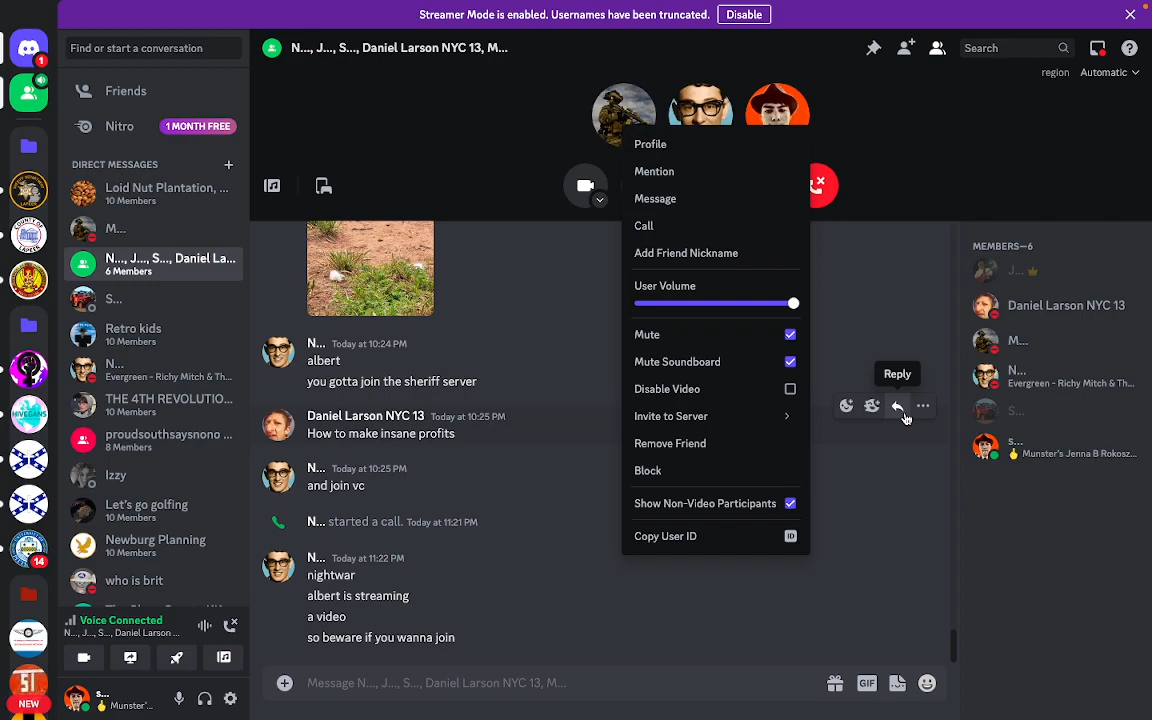 Streamer Mode is enabled. Usernames have been truncated. Disable
Find or start a conversation
N..., J..., S..., Daniel Larson NYC 13, M...
Search
region Automatic
1
Friends
Nitro 1 MONTH FREE
DIRECT MESSAGES
Loid Nut Plantation, ...
10 Members
M...
N..., J..., S..., Daniel La...
6 Members
S...
Retro kids
10 Members
N...
Evergreen - Richy Mitch & Th...
THE 4TH REVOLUTIO...
10 Members
proudsouthsaysnono ...
8 Members
Izzy
Let's go golfing
10 Members
Newburg Planning
10 Members
who is brit
14
NEW
Voice Connected
N..., J..., S..., Daniel Larson ...
s...
Munster'...
N... Today at 10:24 PM
albert
you gotta join the sheriff server
Daniel Larson NYC 13 Today at 10:25 PM
How to make insane profits
N... Today at 10:25 PM
and join vc
N... started a call. Today at 11:21 PM
N... Today at 11:22 PM
nightwar
albert is streaming
a video
so beware if you wanna join
Message N..., J..., S..., Daniel Larson NYC 13, M...
GIF
Profile
Mention
Message
Call
Add Friend Nickname
User Volume
Mute
Mute Soundboard
Disable Video
Invite to Server
Remove Friend
Block
Show Non-Video Participants
Copy User ID
ID
Reply
MEMBERS—6
J...
Daniel Larson NYC 13
M...
N...
Evergreen - Richy Mitch & Th...
S...
s...
Munster's Jenna B Rokosz...